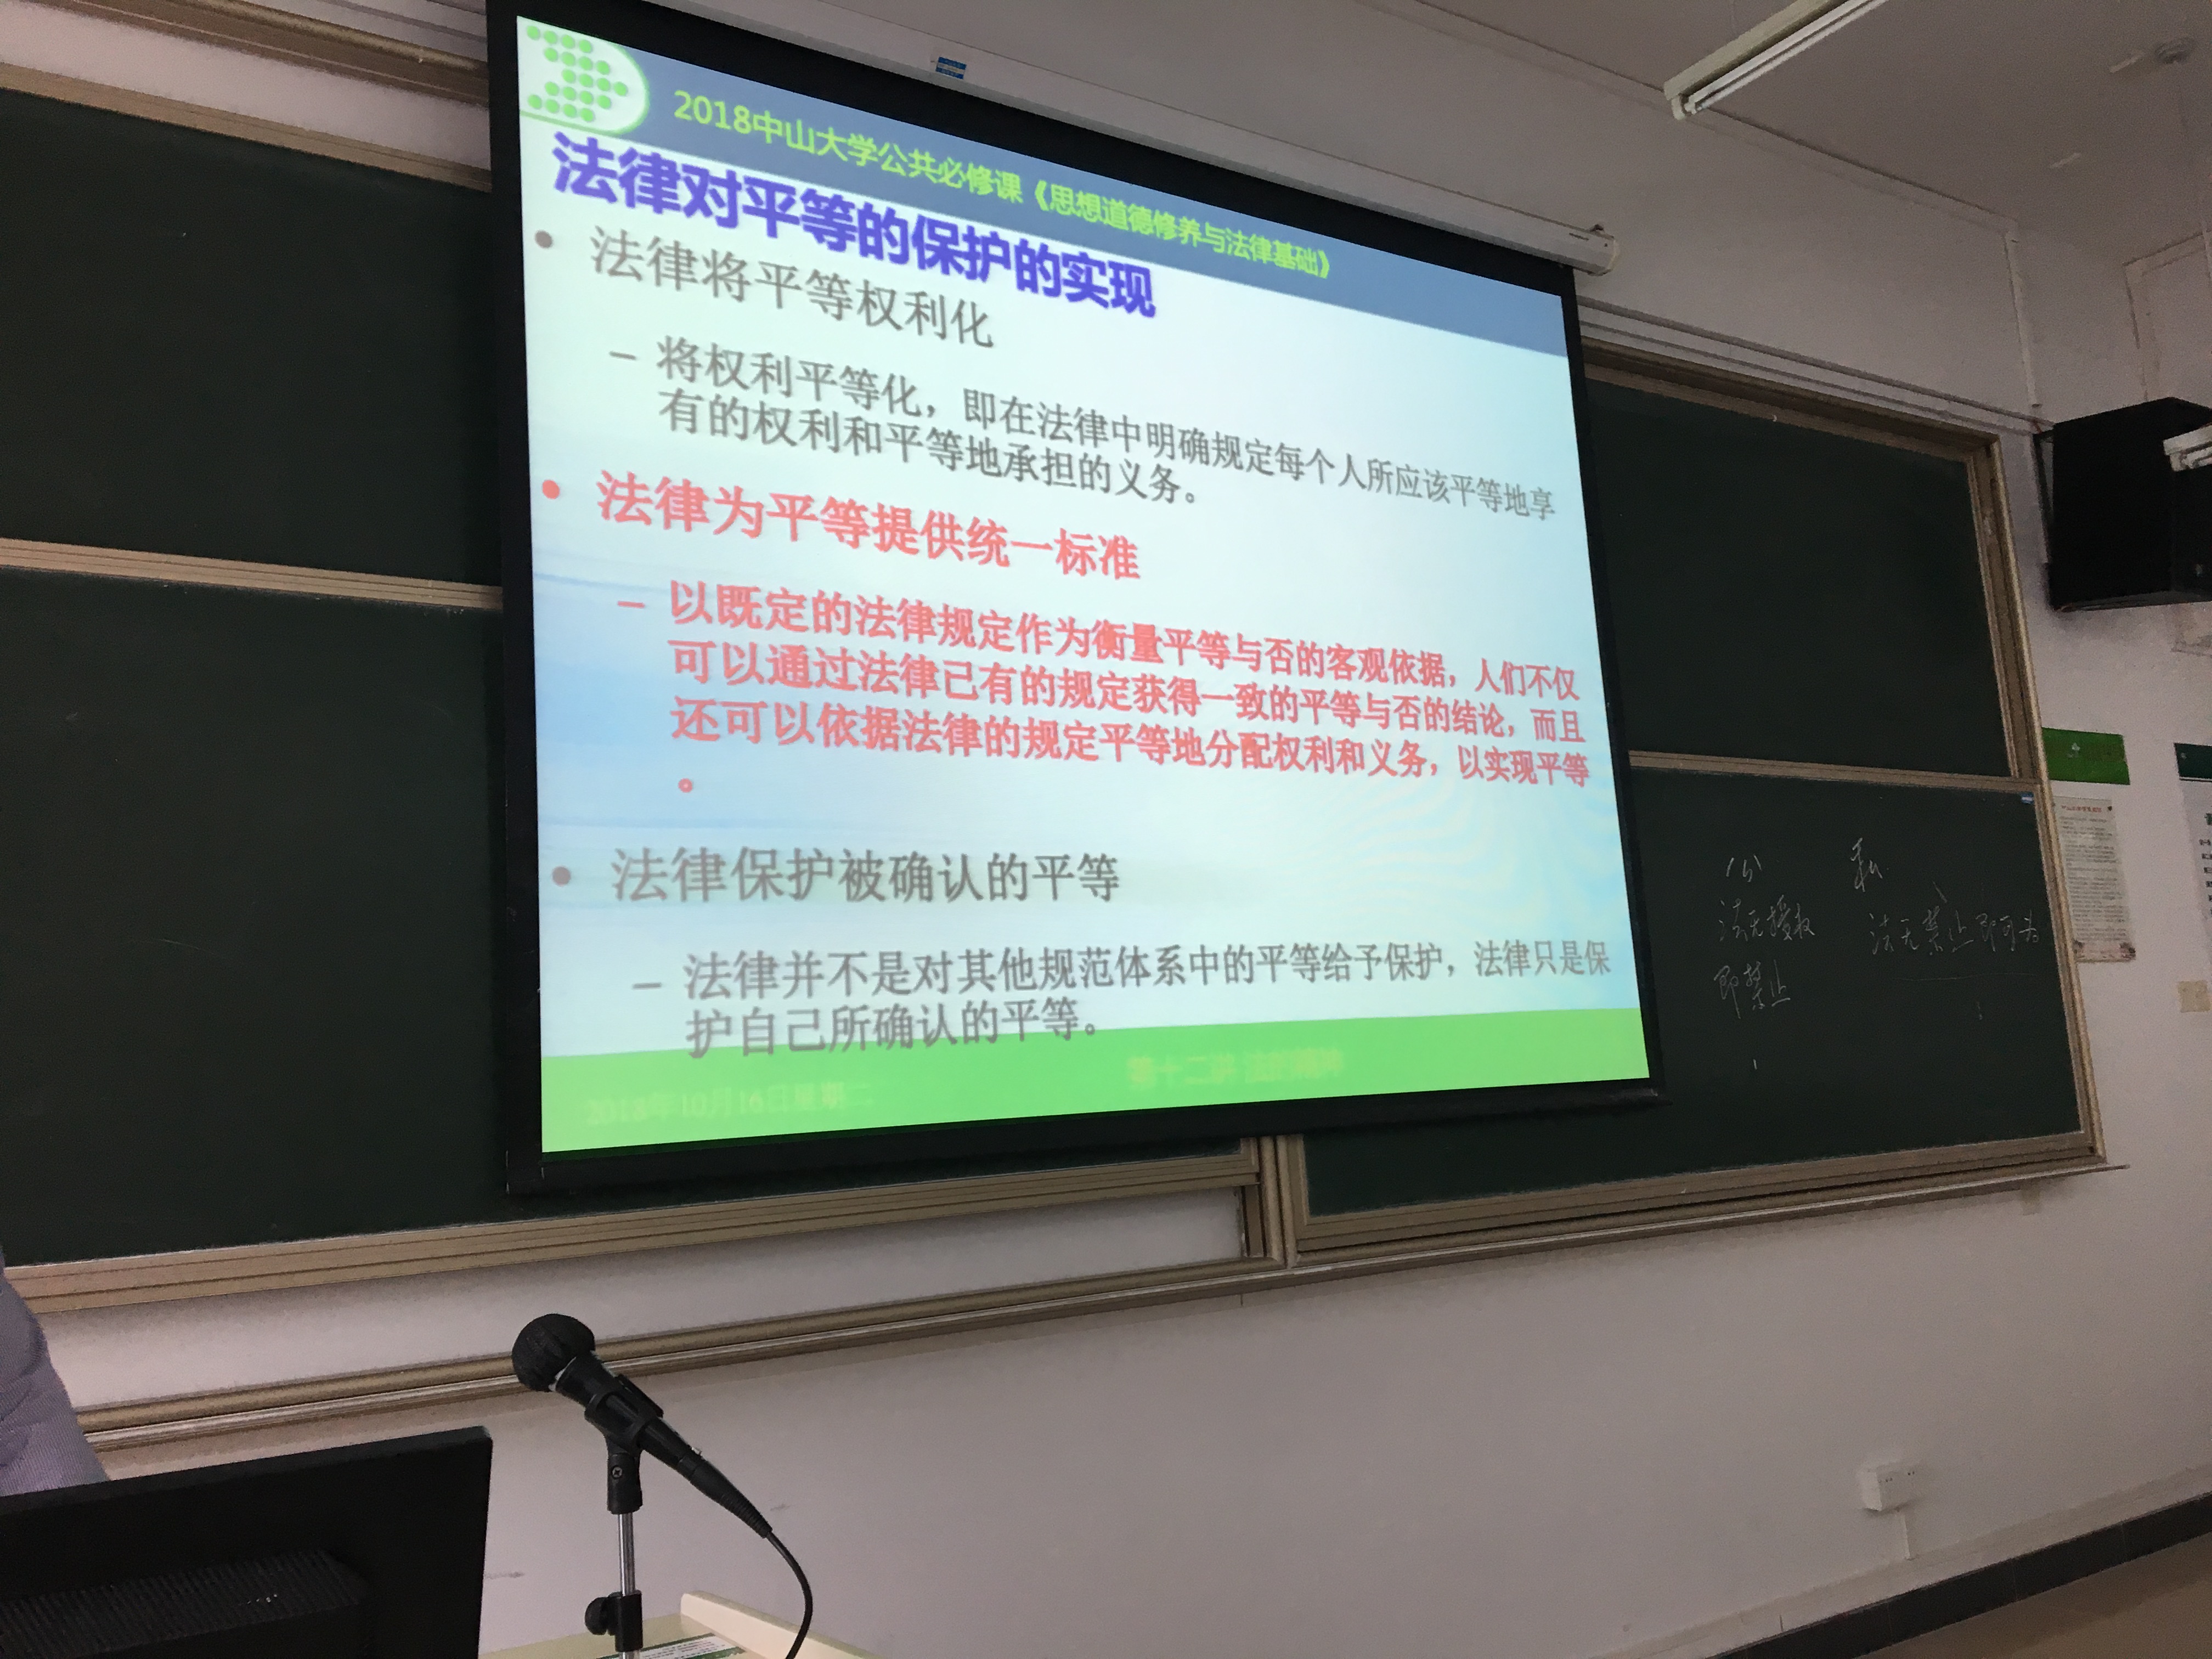 2018中山大学公共必修课《思想道德修养与法律基础》
法律对平等的保护的实现
• 法律将平等权利化
– 将权利平等化，即在法律中明确规定每个人所应该平等地享
有的权利和平等地承担的义务。
• 法律为平等提供统一标准
– 以既定的法律规定作为衡量平等与否的客观依据，人们不仅
可以通过法律已有的规定获得一致的平等与否的结论，而且
还可以依据法律的规定平等地分配权利和义务，以实现平等
。
• 法律保护被确认的平等
– 法律并不是对其他规范体系中的平等给予保护，法律只是保
护自己所确认的平等。
2018年10月16日星期二
第十二讲 法的精神
公
法无授权
即禁止
私
法无禁止即可为